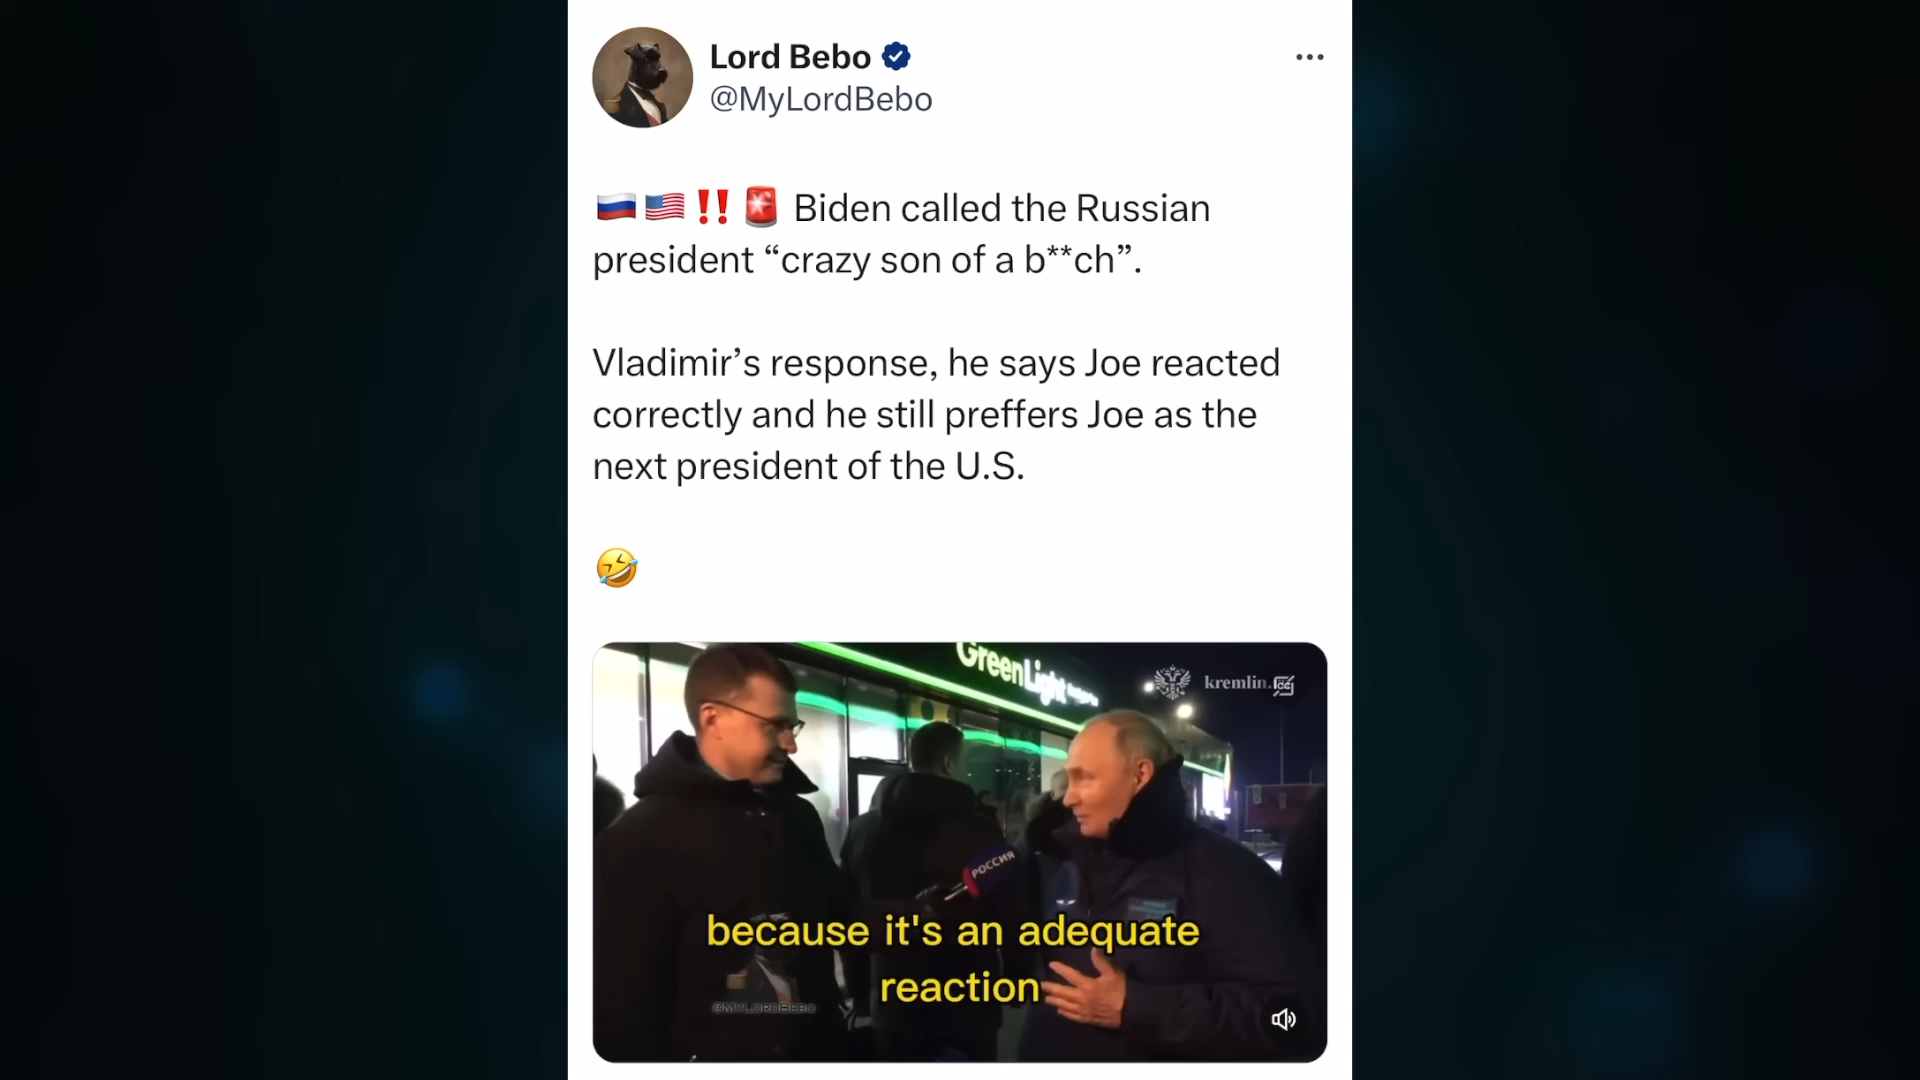 Lord Bebo
@MyLordBebo
🇷🇺🇺🇸‼️🚨 Biden called the Russian
president “crazy son of a b**ch”.
Vladimir’s response, he says Joe reacted
correctly and he still preffers Joe as the
next president of the U.S.
🤣
GreenLight
kremlin.
РОССИЯ
because it's an adequate
reaction
@MYLORDBEBO